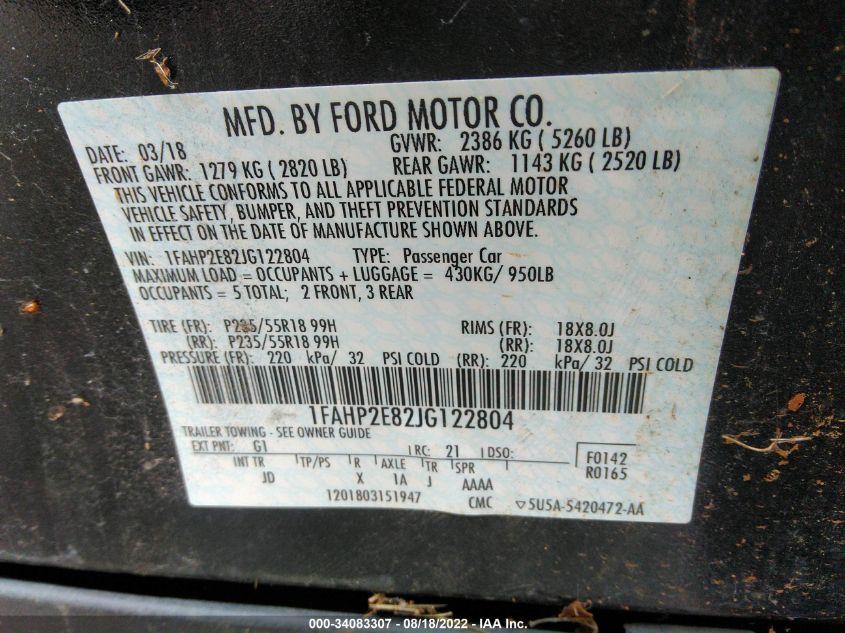 MFD. BY FORD MOTOR CO.
DATE: 03/18 GVWR: 2386 KG ( 5260 LB)
FRONT GAWR: 1279 KG ( 2820 LB) REAR GAWR: 1143 KG ( 2520 LB)
THIS VEHICLE CONFORMS TO ALL APPLICABLE FEDERAL MOTOR
VEHICLE SAFETY, BUMPER, AND THEFT PREVENTION STANDARDS
IN EFFECT ON THE DATE OF MANUFACTURE SHOWN ABOVE.
VIN: 1FAHP2E82JG122804 TYPE: Passenger Car
MAXIMUM LOAD = OCCUPANTS + LUGGAGE = 430KG/ 950LB
OCCUPANTS = 5 TOTAL; 2 FRONT, 3 REAR
TIRE (FR): P235/55R18 99H RIMS (FR): 18X8.0J
(RR): P235/55R18 99H (RR): 18X8.0J
PRESSURE (FR): 220 kPa/ 32 PSI COLD (RR): 220 kPa/ 32 PSI COLD
1FAHP2E82JG122804
TRAILER TOWING - SEE OWNER GUIDE
EXT PNT: G1 RC: 21 DSO: F0142
R0165
INT TR TP/PS R AXLE TR SPR
JD X 1A J AAAA
1201803151947 CMC ▽5U5A-5420472-AA
000-34083307 - 08/18/2022 - IAA Inc.